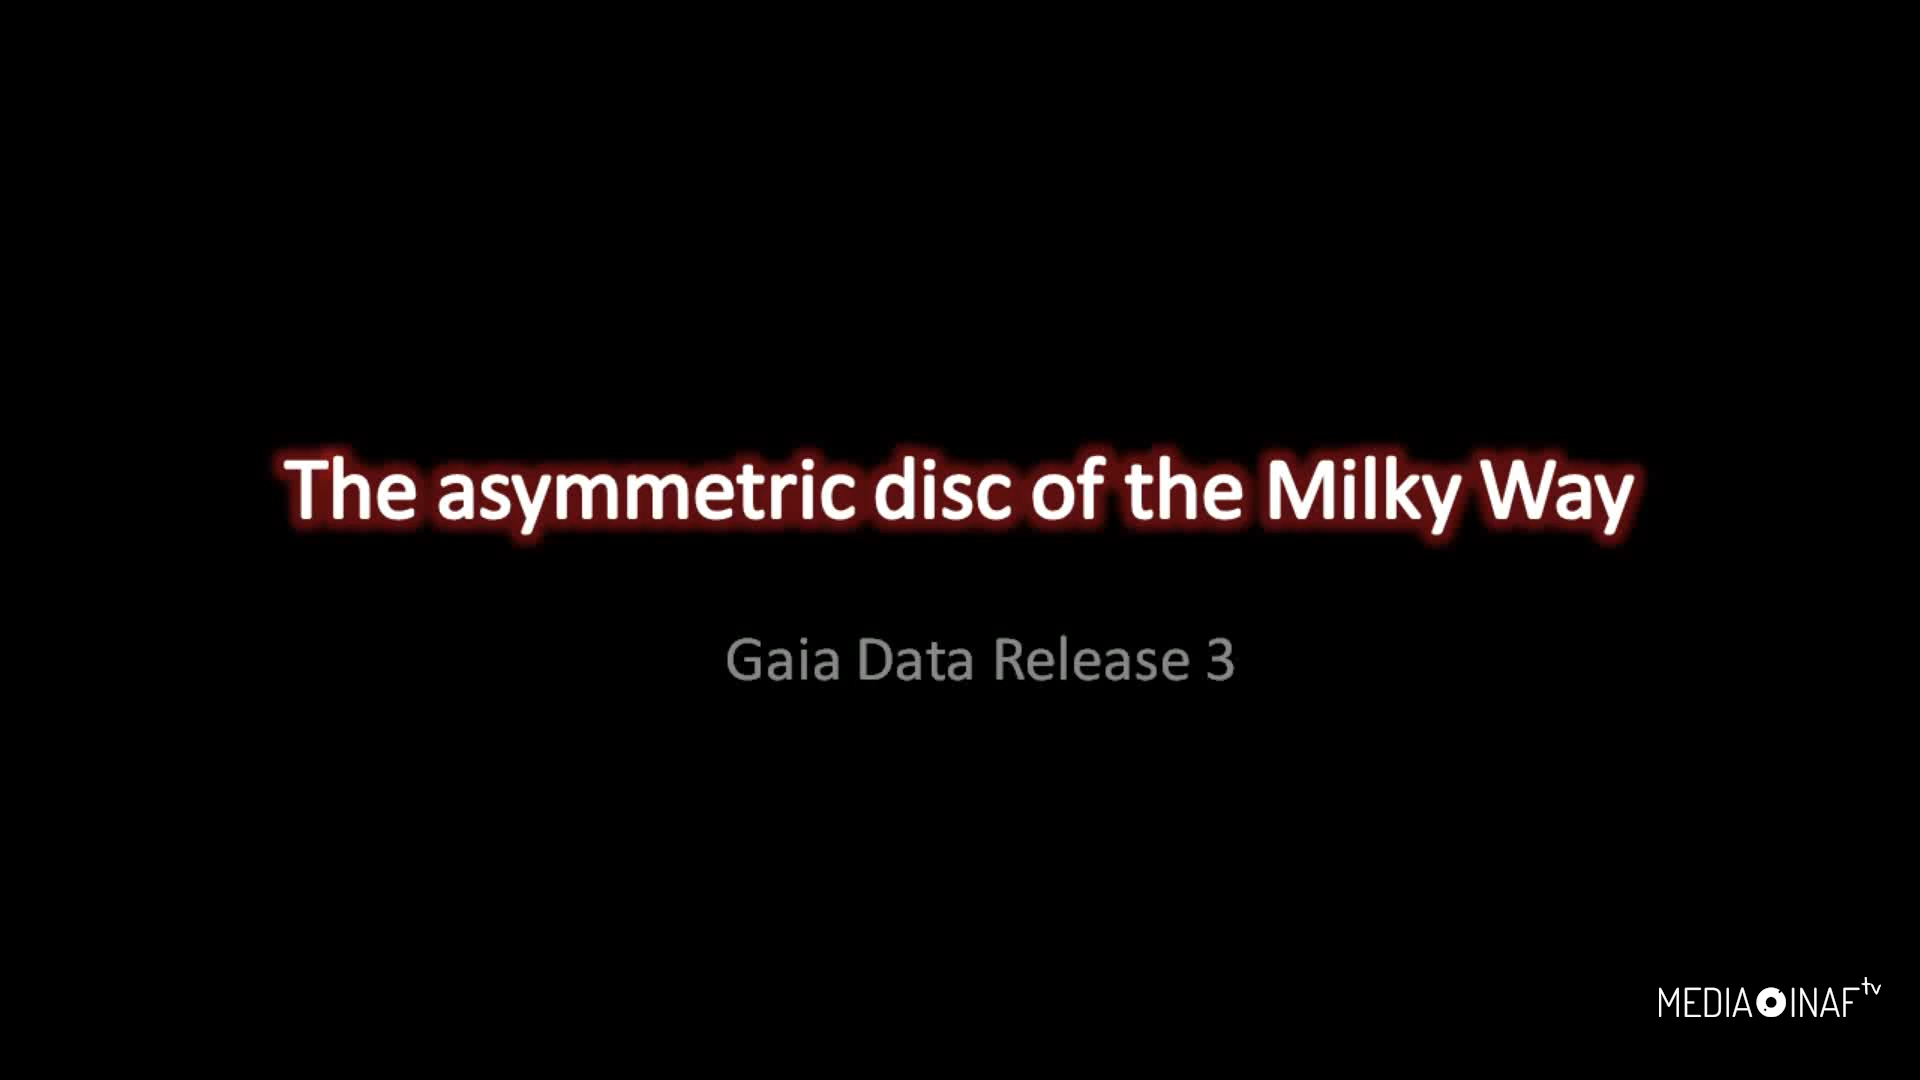 The asymmetric disc of the Milky Way
Gaia Data Release 3
MEDIA INAF tv